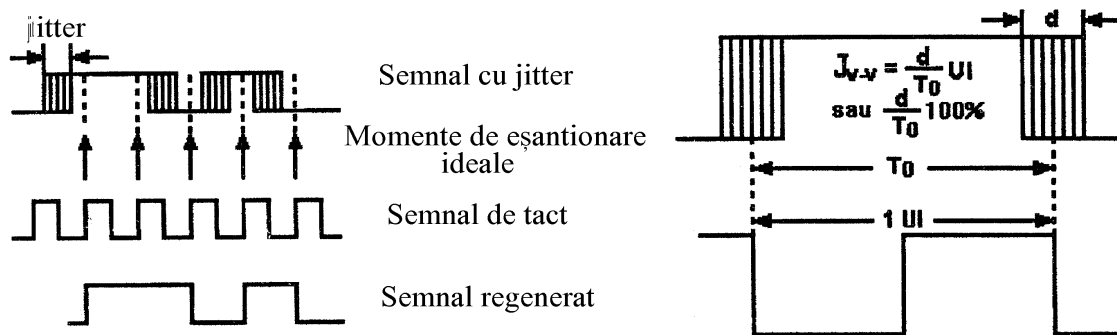 jitter
Semnal cu jitter
Momente de eșantionare
ideale
Semnal de tact
Semnal regenerat
d
Jv-v = d/T0 UI
sau d/T0 100%
T0
1 UI